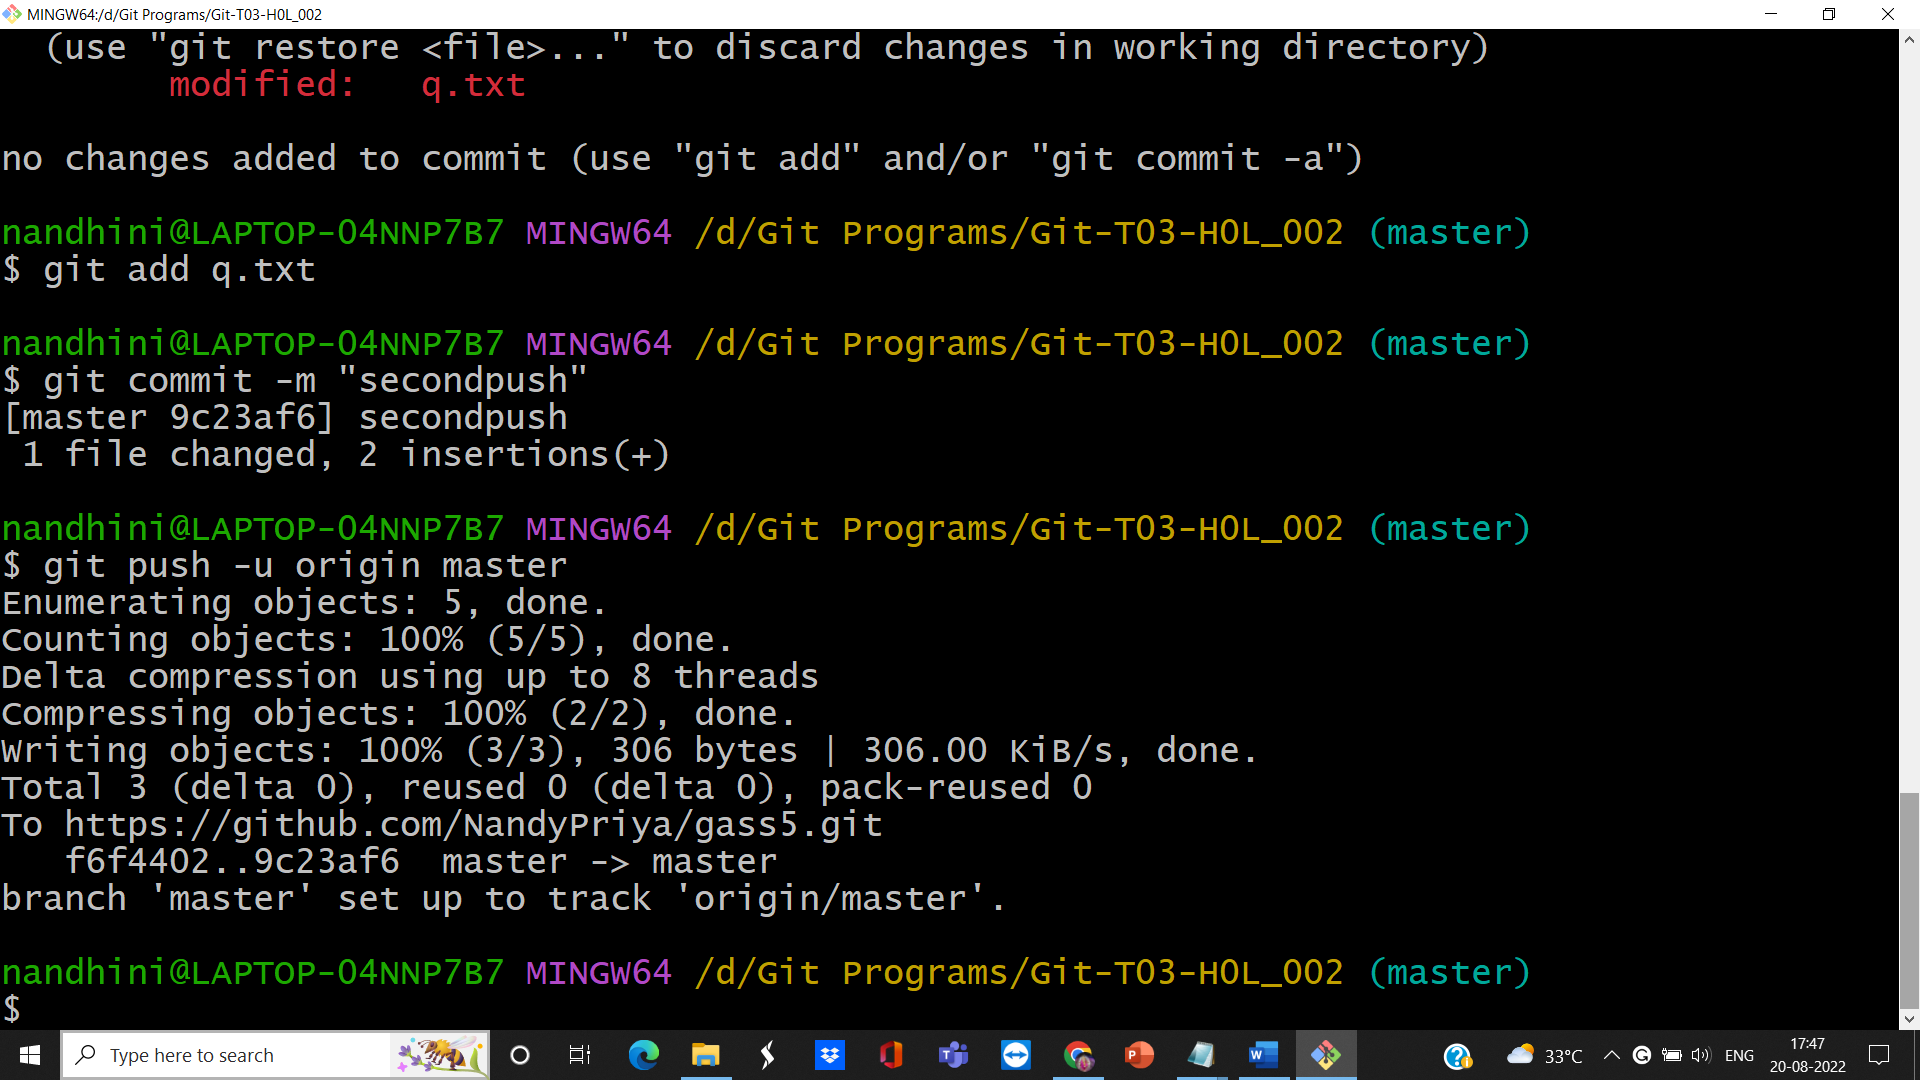 MINGW64:/d/Git Programs/Git-T03-H0L_002
(use "git restore <file>..." to discard changes in working directory)
modified:   q.txt
no changes added to commit (use "git add" and/or "git commit -a")
nandhini@LAPTOP-04NNP7B7 MINGW64 /d/Git Programs/Git-T03-H0L_002 (master)
$ git add q.txt
nandhini@LAPTOP-04NNP7B7 MINGW64 /d/Git Programs/Git-T03-H0L_002 (master)
$ git commit -m "secondpush"
[master 9c23af6] secondpush
1 file changed, 2 insertions(+)
nandhini@LAPTOP-04NNP7B7 MINGW64 /d/Git Programs/Git-T03-H0L_002 (master)
$ git push -u origin master
Enumerating objects: 5, done.
Counting objects: 100% (5/5), done.
Delta compression using up to 8 threads
Compressing objects: 100% (2/2), done.
Writing objects: 100% (3/3), 306 bytes | 306.00 KiB/s, done.
Total 3 (delta 0), reused 0 (delta 0), pack-reused 0
To https://github.com/NandyPriya/gass5.git
f6f4402..9c23af6  master -> master
branch 'master' set up to track 'origin/master'.
nandhini@LAPTOP-04NNP7B7 MINGW64 /d/Git Programs/Git-T03-H0L_002 (master)
$
Type here to search
33°C
ENG
17:47
20-08-2022